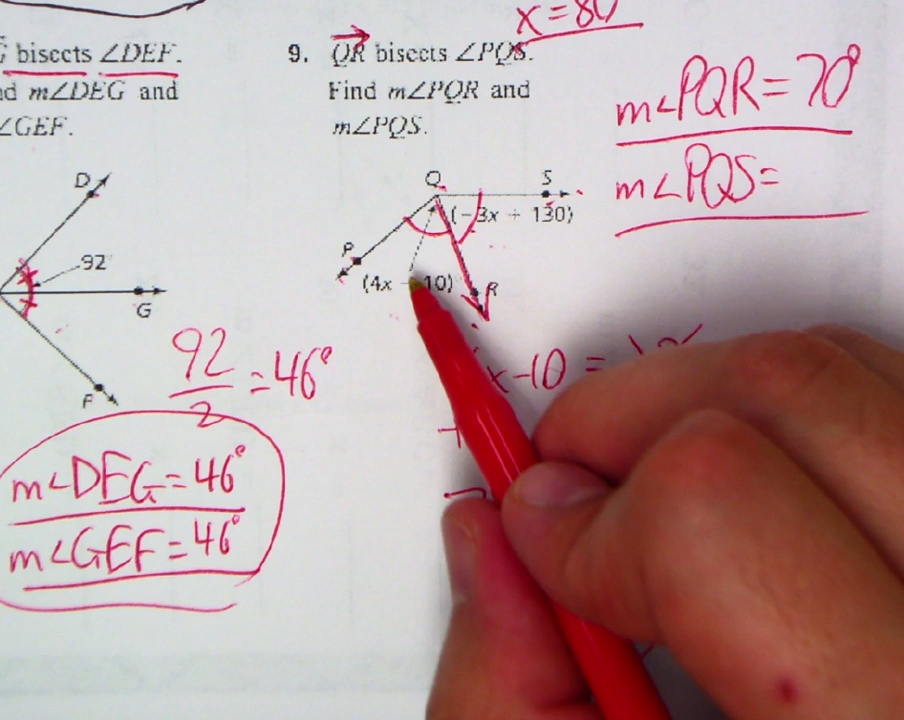 x = 80
bisects ∠DEF.
m∠DEG and
∠GEF.
D
92
G
F
92
2
= 46°
m∠DEG = 46°
m∠GEF = 46°
9. QR bisects ∠PQS.
Find m∠PQR and
m∠PQS.
Q
S
(−3x + 130)
P
(4x
10)
R
x-10 =
m∠PQR = 70°
m∠PQS =